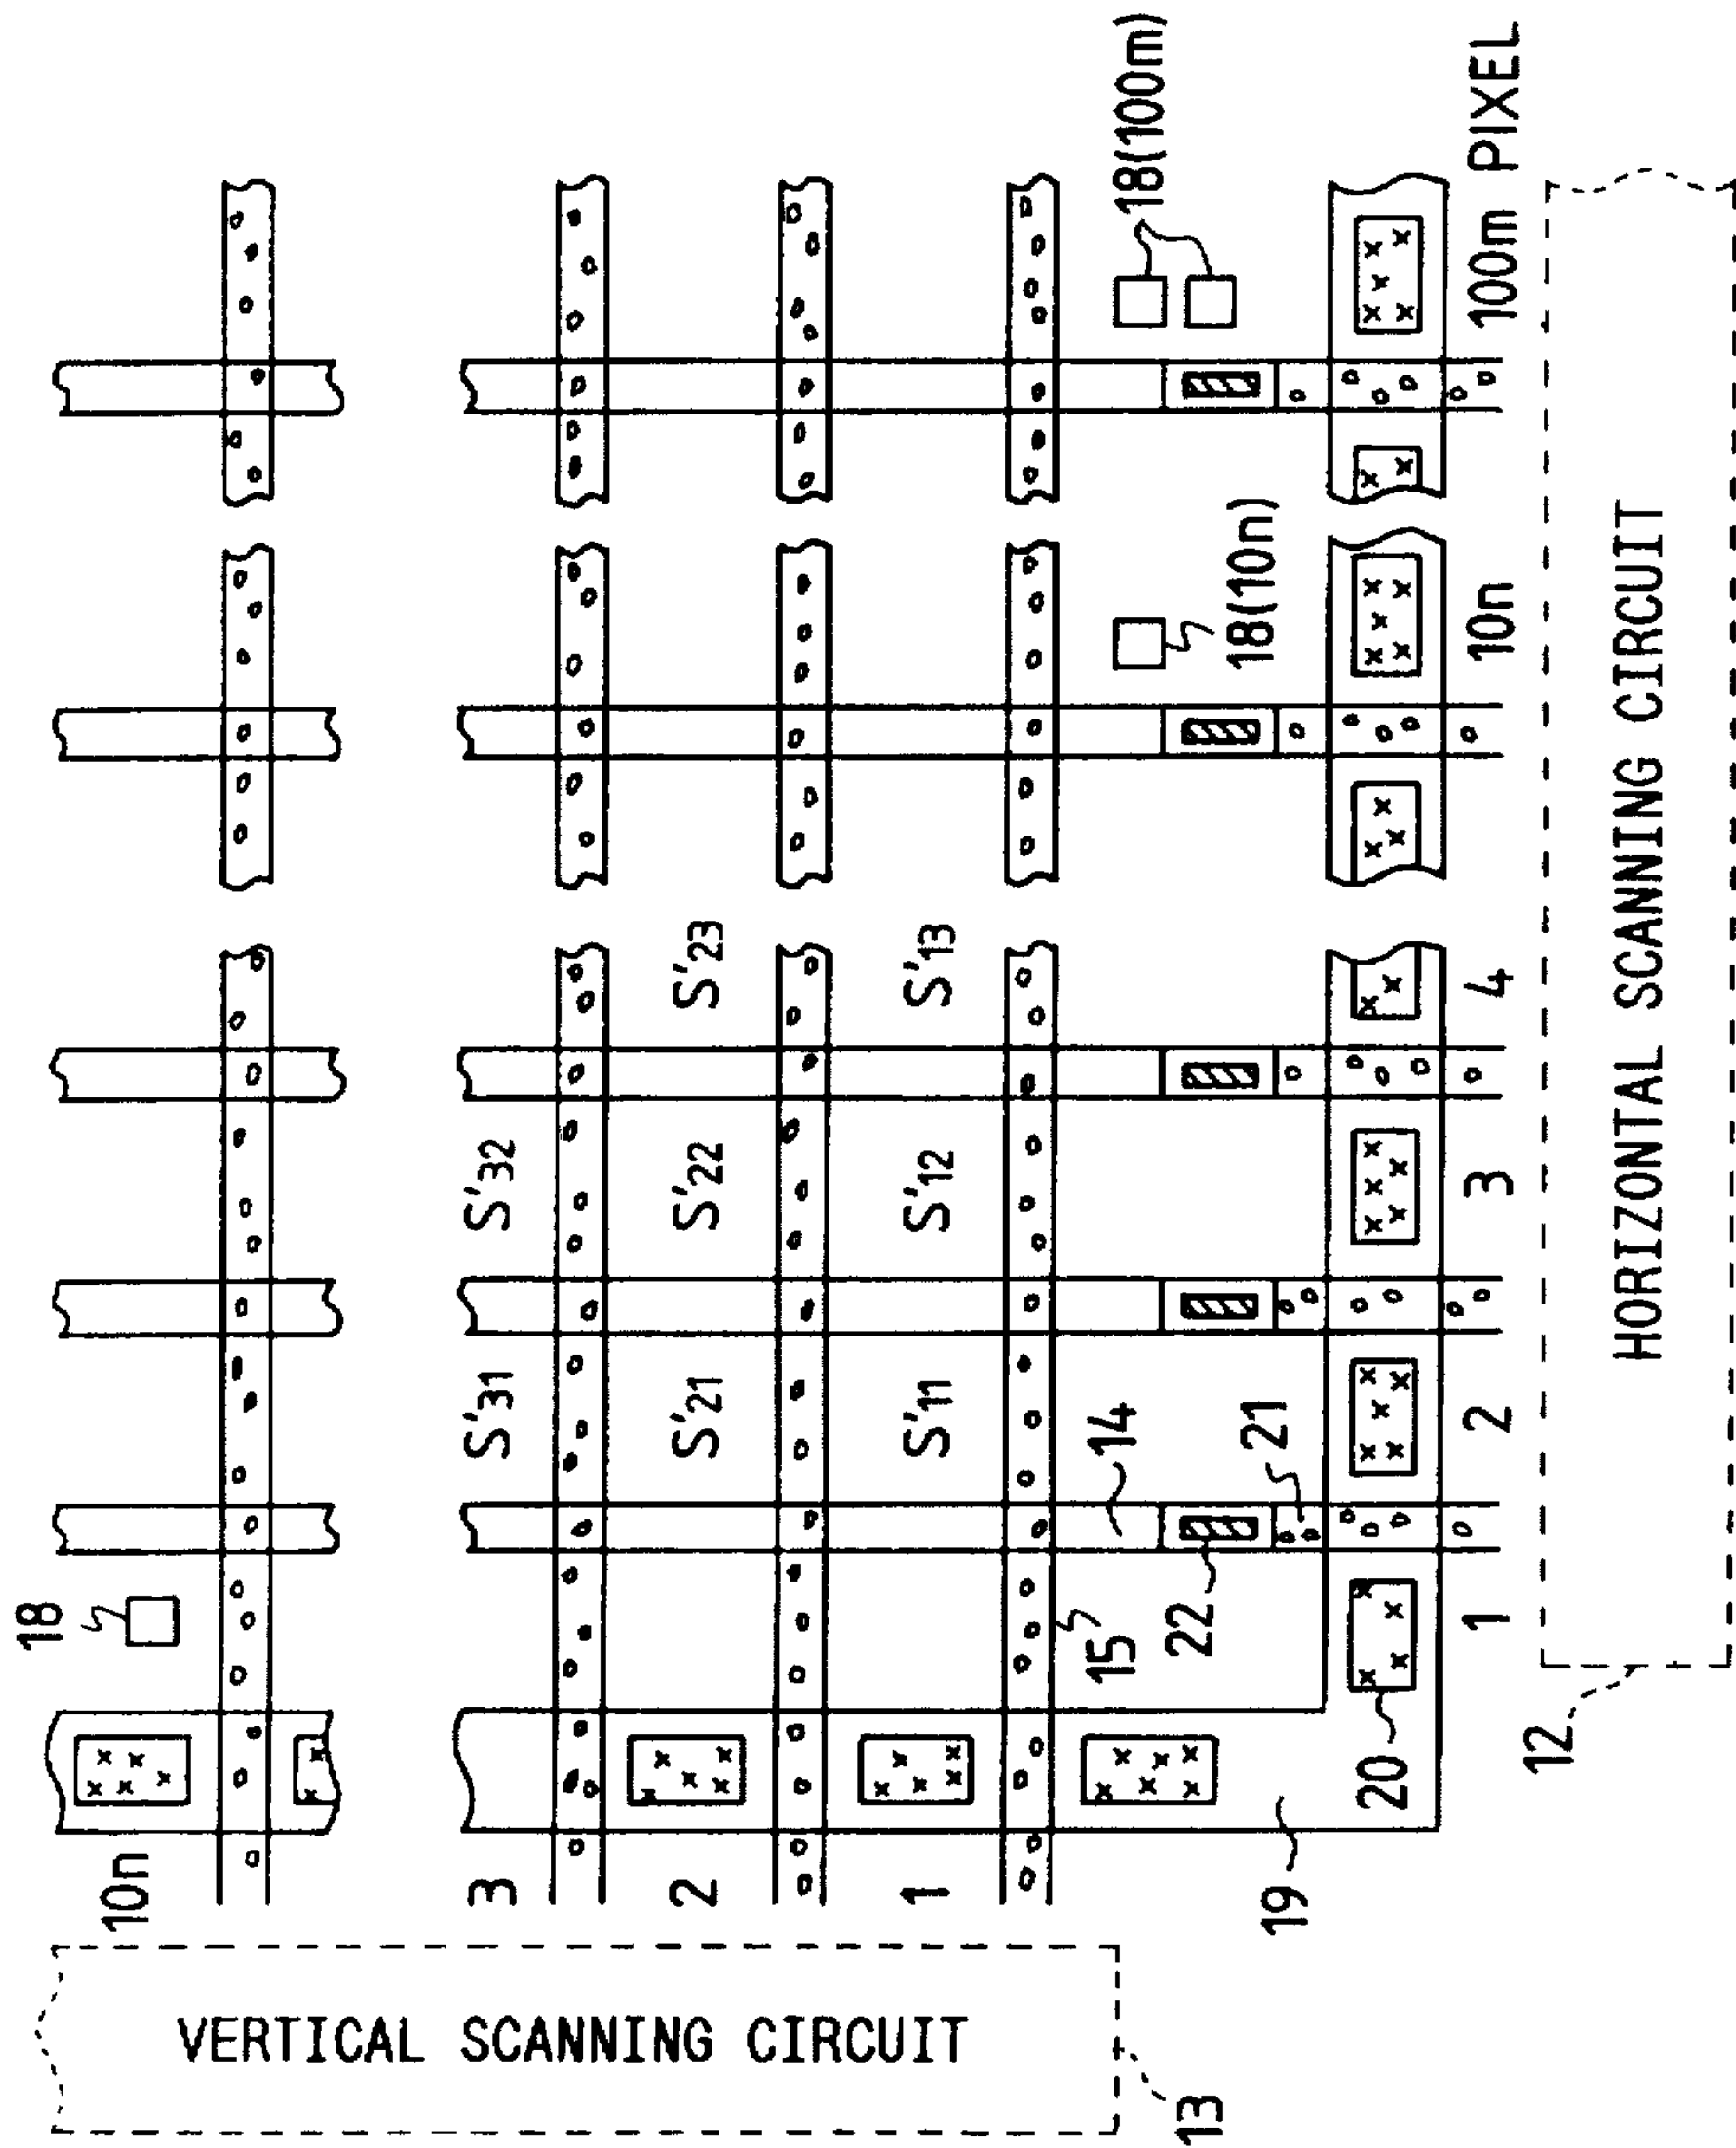 18
10n
3
2
1
S'31
S'32
S'21
S'22
S'23
S'11
S'12
S'13
15
14
22
21
18(10n)
18(100m)
19
20
1
2
3
4
10n
100m PIXEL
VERTICAL SCANNING CIRCUIT
13
12
HORIZONTAL SCANNING CIRCUIT